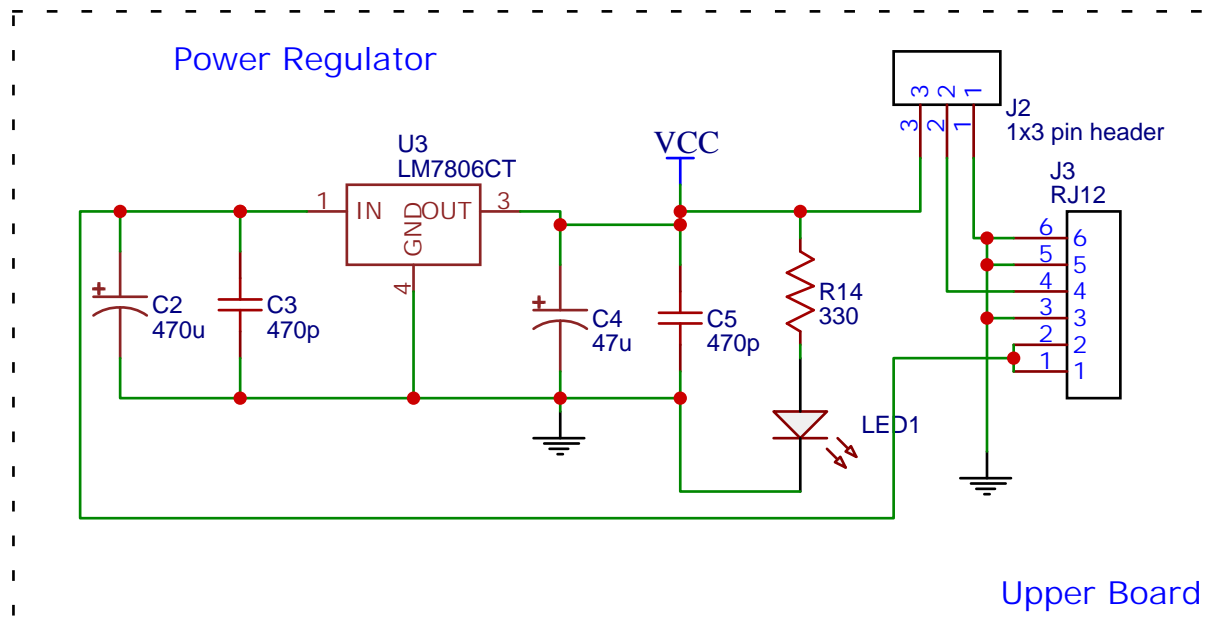 Power Regulator
3
2
1
3
2
1
J2
1x3 pin header
U3
LM7806CT
VCC
J3
RJ12
1
IN
GND
OUT
3
4
6
6
5
5
4
4
3
3
2
2
1
1
+
C2
470u
C3
470p
+
C4
47u
C5
470p
R14
330
LED1
Upper Board